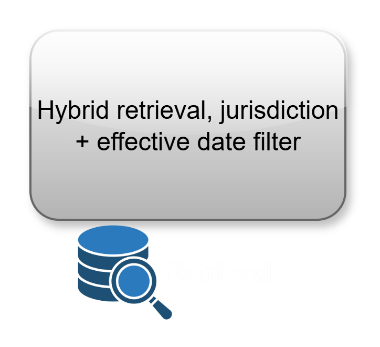 Hybrid retrieval, jurisdiction
+ effective date filter